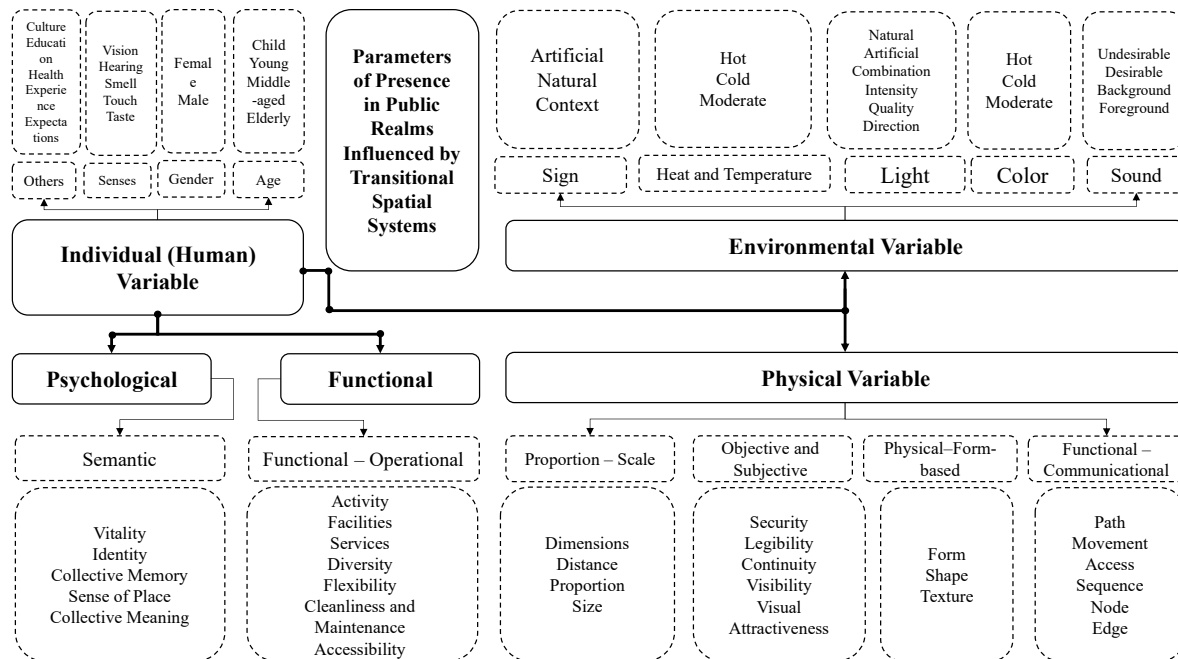 Culture
Educati
on
Health
Experie
nce
Expecta
tions
Vision
Hearing
Smell
Touch
Taste
Femal
e
Male
Child
Young
Middle
-aged
Elderly
Others
Senses
Gender
Age
Individual (Human)
Variable
Parameters
of Presence
in Public
Realms
Influenced by
Transitional
Spatial
Systems
Artificial
Natural
Context
Hot
Cold
Moderate
Natural
Artificial
Combination
Intensity
Quality
Direction
Hot
Cold
Moderate
Undesirable
Desirable
Background
Foreground
Sign
Heat and Temperature
Light
Color
Sound
Environmental Variable
Psychological
Functional
Physical Variable
Semantic
Functional – Operational
Proportion – Scale
Objective and
Subjective
Physical–Form-
based
Functional –
Communicational
Vitality
Identity
Collective Memory
Sense of Place
Collective Meaning
Activity
Facilities
Services
Diversity
Flexibility
Cleanliness and
Maintenance
Accessibility
Dimensions
Distance
Proportion
Size
Security
Legibility
Continuity
Visibility
Visual
Attractiveness
Form
Shape
Texture
Path
Movement
Access
Sequence
Node
Edge